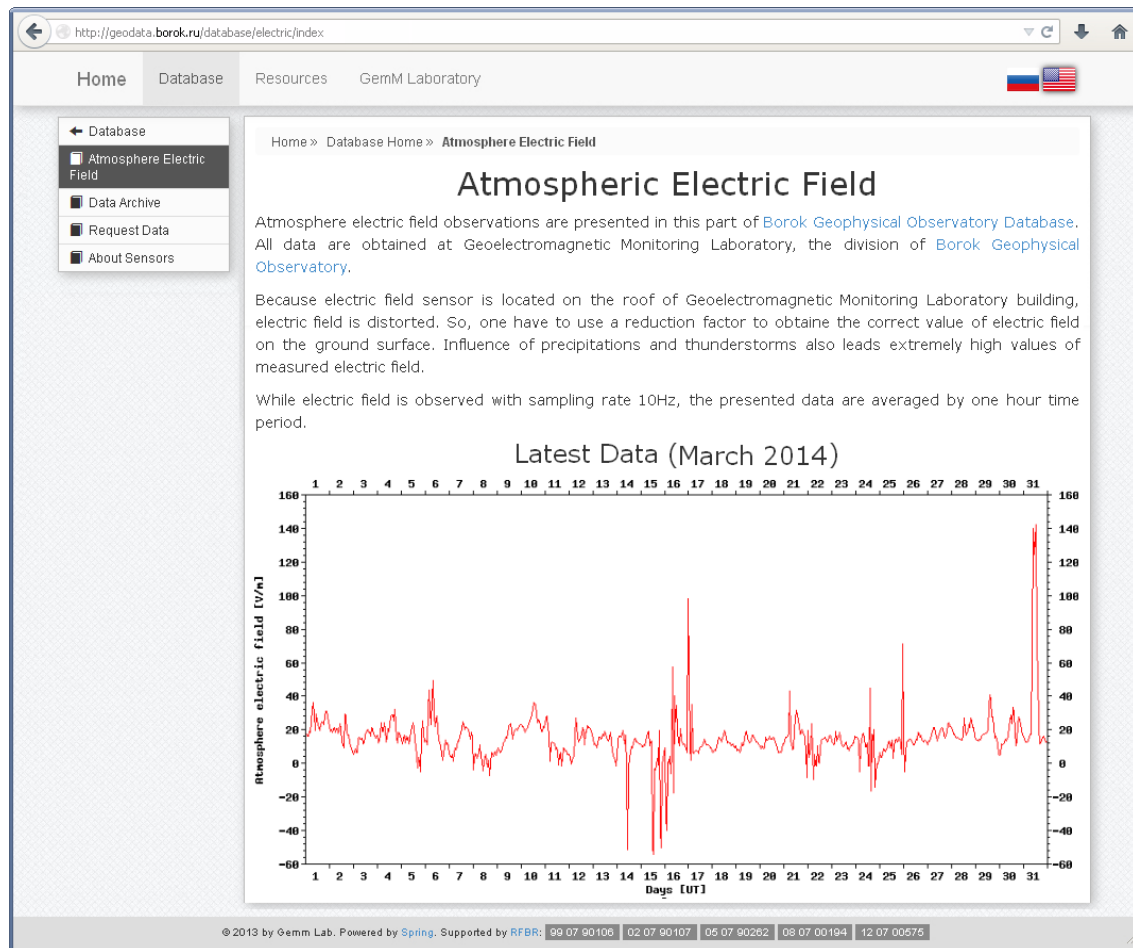 http://geodata.borok.ru/database/electric/index
Home Database Resources GemM Laboratory
Database
Atmosphere Electric
Field
Data Archive
Request Data
About Sensors
Home » Database Home » Atmosphere Electric Field
Atmospheric Electric Field
Atmosphere electric field observations are presented in this part of Borok Geophysical Observatory Database.
All data are obtained at Geoelectromagnetic Monitoring Laboratory, the division of Borok Geophysical
Observatory.
Because electric field sensor is located on the roof of Geoelectromagnetic Monitoring Laboratory building,
electric field is distorted. So, one have to use a reduction factor to obtaine the correct value of electric field
on the ground surface. Influence of precipitations and thunderstorms also leads extremely high values of
measured electric field.
While electric field is observed with sampling rate 10Hz, the presented data are averaged by one hour time
period.
Latest Data (March 2014)
1 2 3 4 5 6 7 8 9 10 11 12 13 14 15 16 17 18 19 20 21 22 23 24 25 26 27 28 29 30 31
160 160
140 140
120 120
100 100
80 80
60 60
40 40
20 20
0 0
-20 -20
-40 -40
-60 -60
Atmosphere electric field [V/m]
1 2 3 4 5 6 7 8 9 10 11 12 13 14 15 16 17 18 19 20 21 22 23 24 25 26 27 28 29 30 31
Days [UT]
© 2013 by Gemm Lab. Powered by Spring. Supported by RFBR: 99 07 90106 02 07 90107 05 07 90262 08 07 00194 12 07 00575